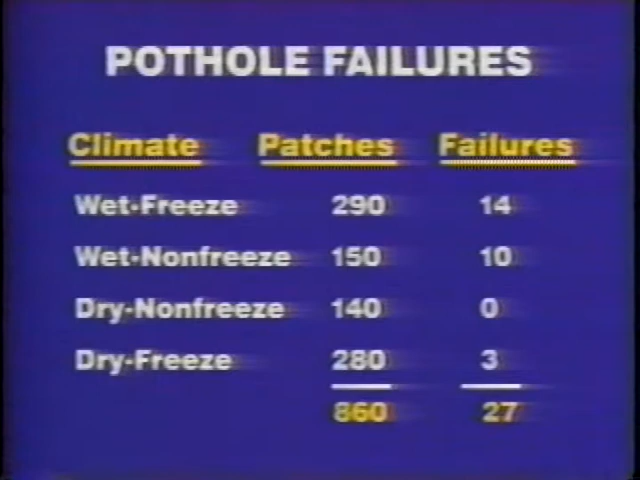 POTHOLE FAILURES
Climate Patches Failures
Wet-Freeze 290 14
Wet-Nonfreeze 150 10
Dry-Nonfreeze 140 0
Dry-Freeze 280 3
860 27